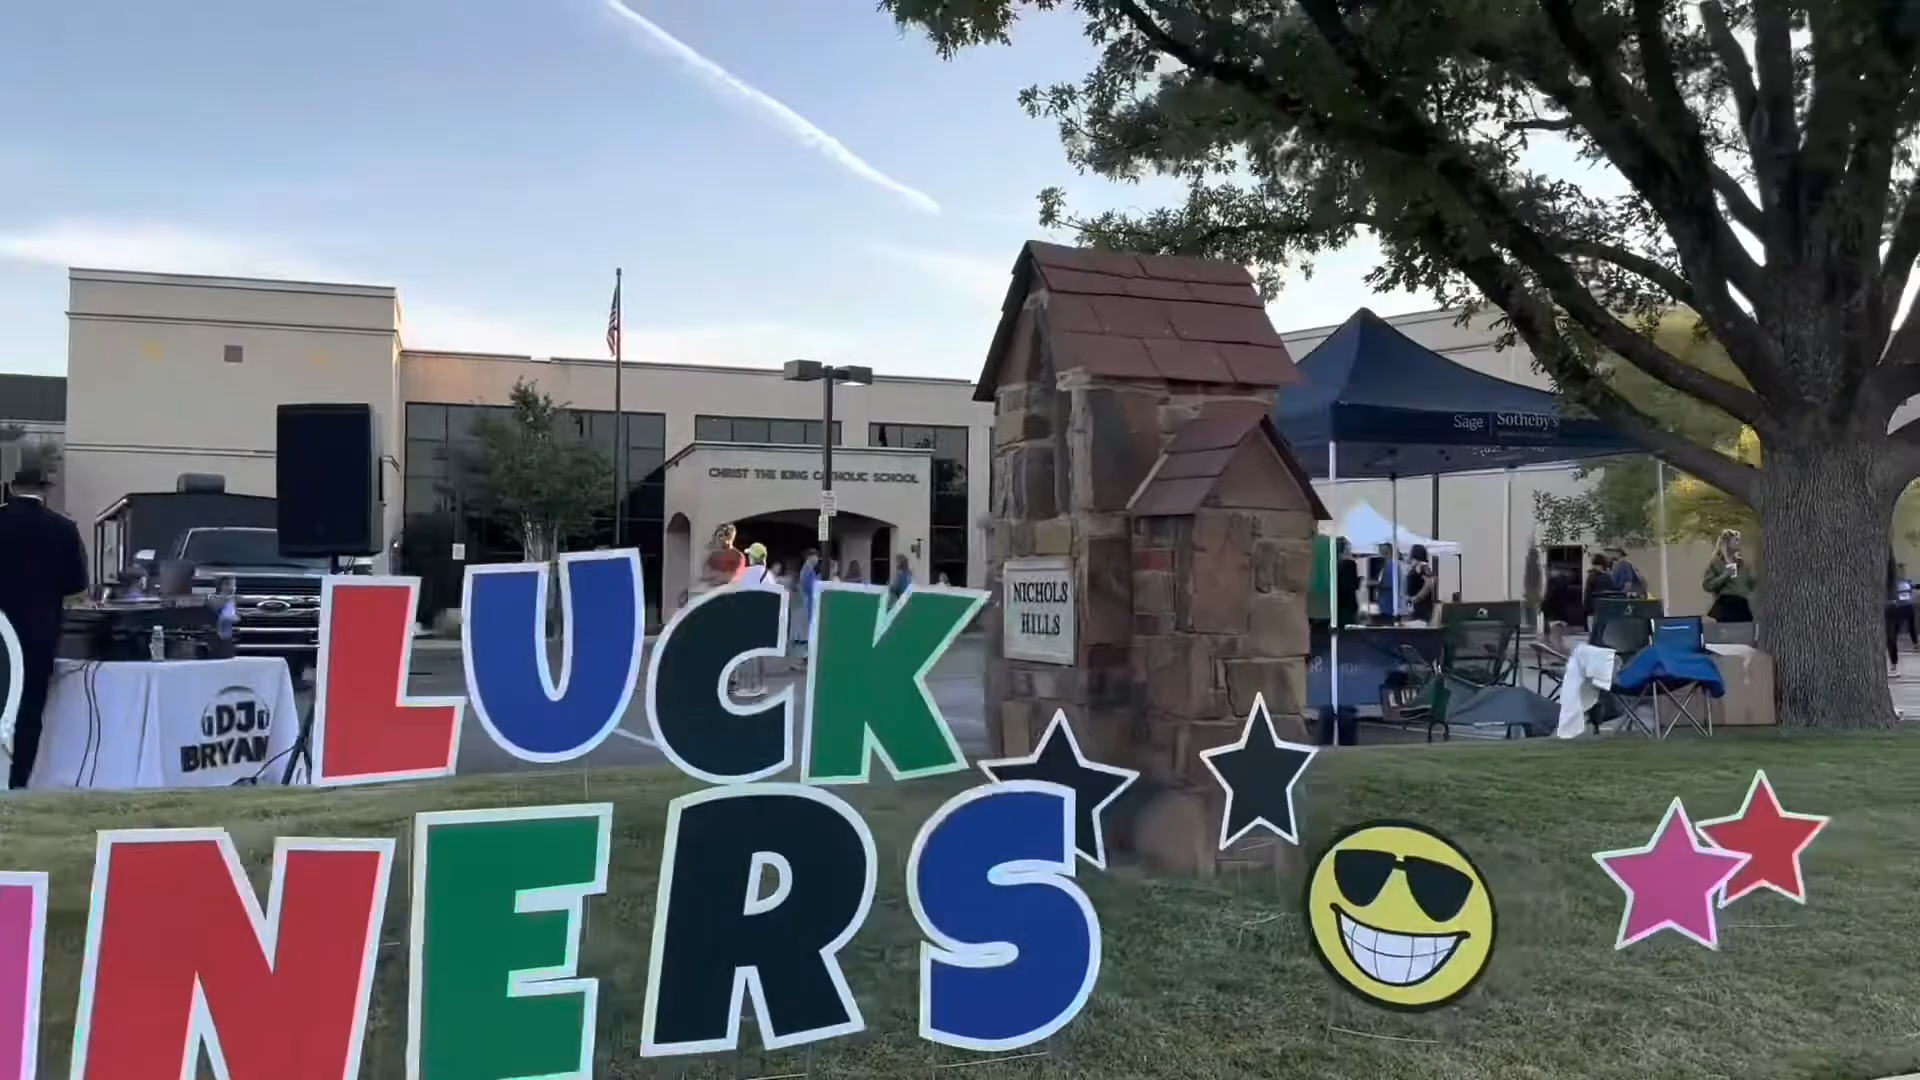 CHRIST THE KING CATHOLIC SCHOOL
Sage Sotheby's
NICHOLS
HILLS
DJ
BRYAN
LUCK
NERS